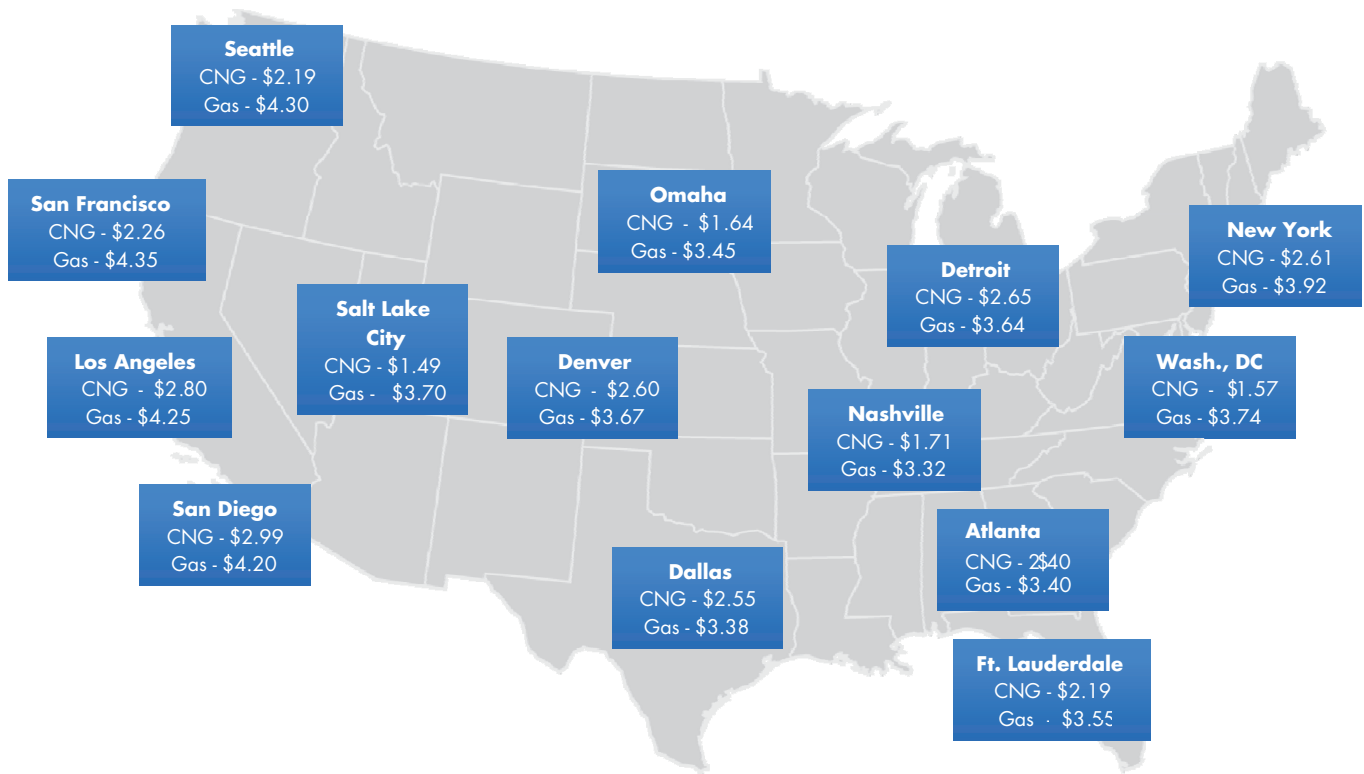 Seattle
CNG - $2.19
Gas - $4.30
San Francisco
CNG - $2.26
Gas - $4.35
Omaha
CNG - $1.64
Gas - $3.45
New York
CNG - $2.61
Gas - $3.92
Detroit
CNG - $2.65
Gas - $3.64
Salt Lake
City
CNG - $1.49
Gas - $3.70
Los Angeles
CNG - $2.80
Gas - $4.25
Denver
CNG - $2.60
Gas - $3.67
Wash., DC
CNG - $1.57
Gas - $3.74
Nashville
CNG - $1.71
Gas - $3.32
San Diego
CNG - $2.99
Gas - $4.20
Atlanta
CNG - 2$40
Gas - $3.40
Dallas
CNG - $2.55
Gas - $3.38
Ft. Lauderdale
CNG - $2.19
Gas - $3.55